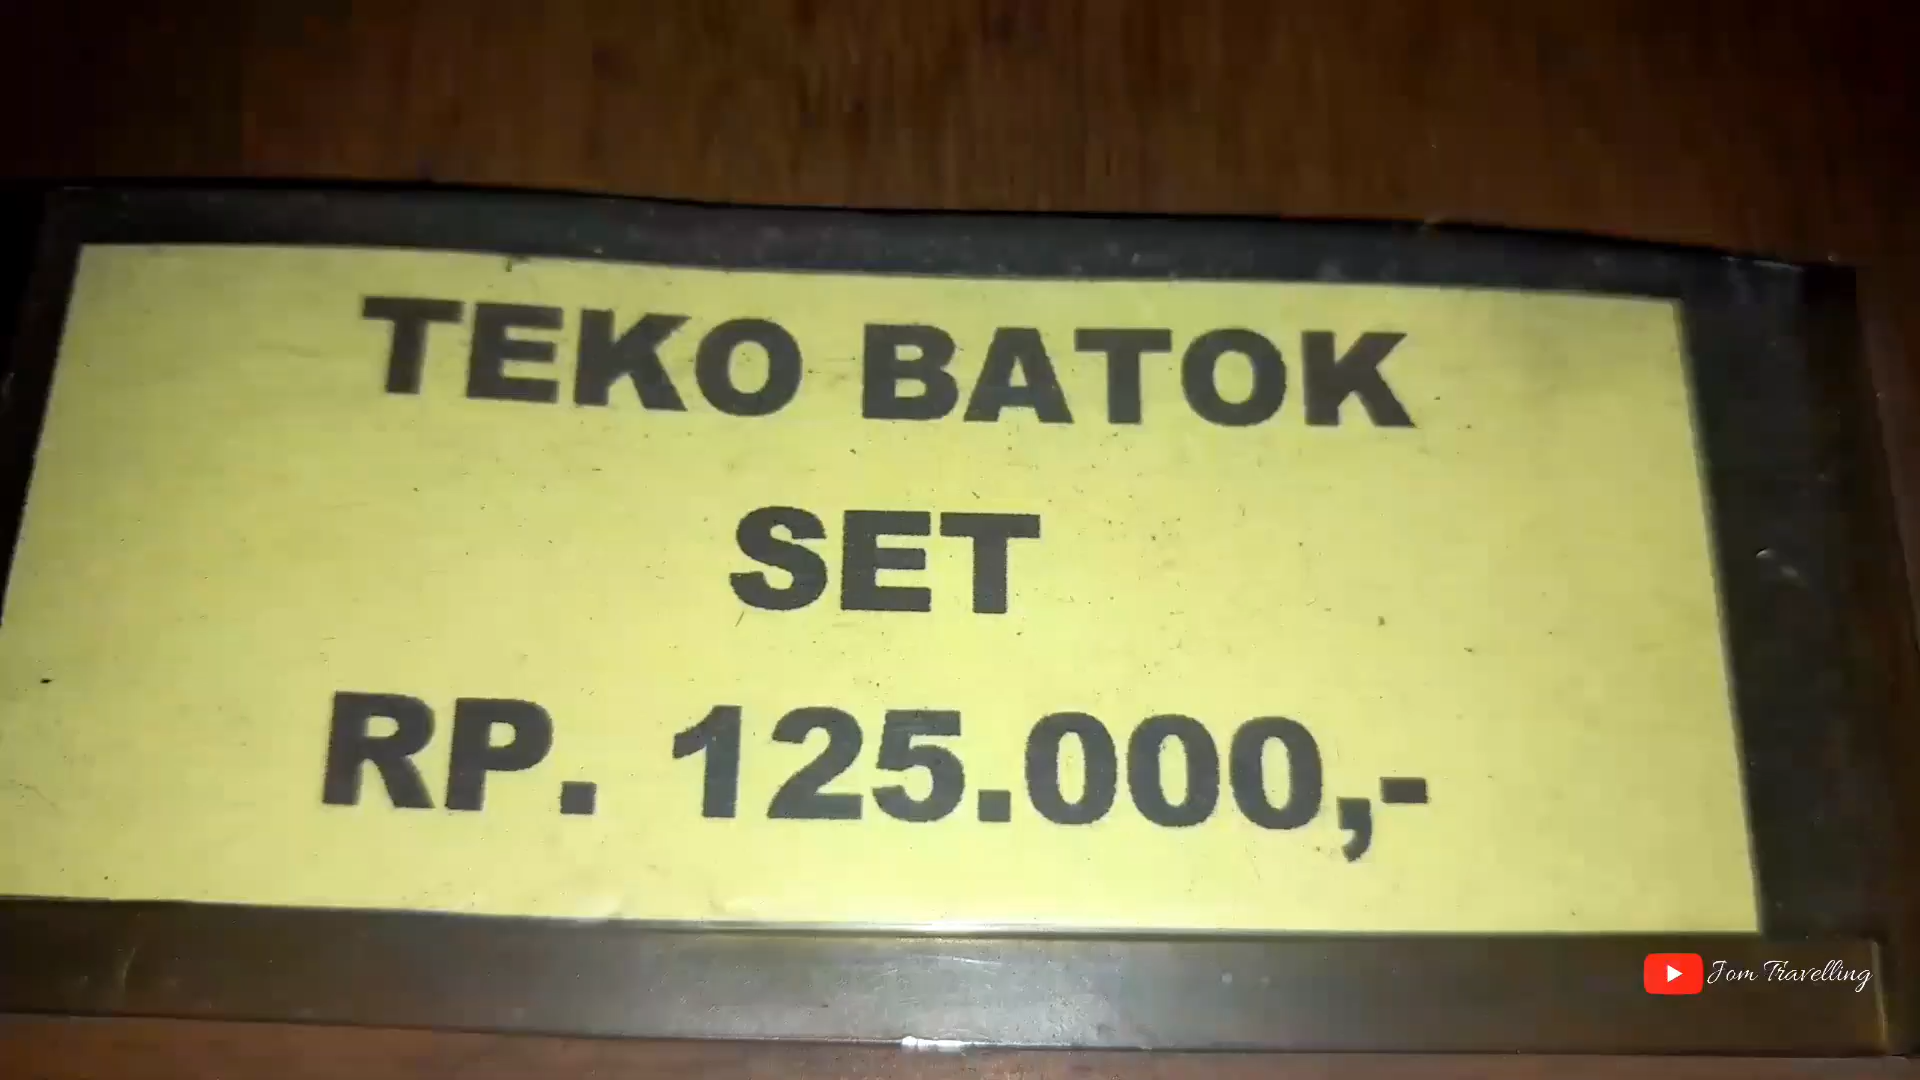 TEKO BATOK
SET
RP. 125.000,-
Jom Travelling